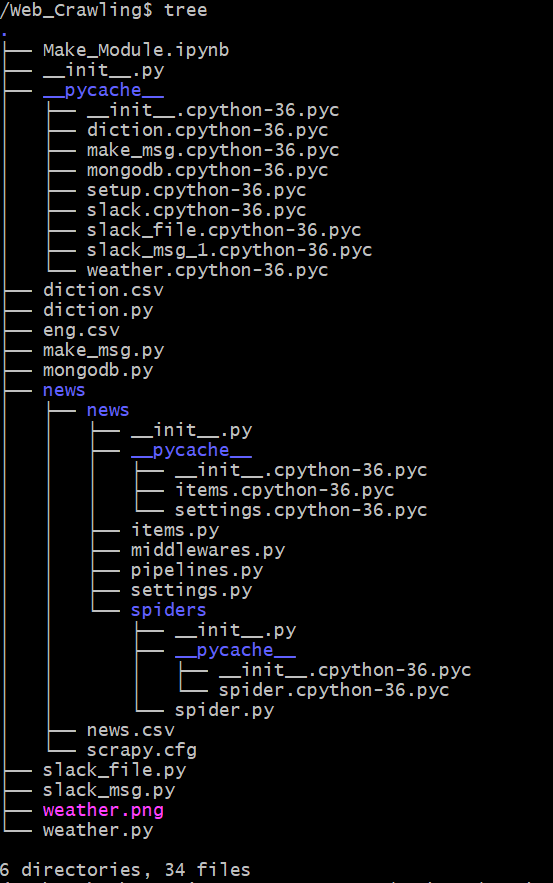 /Web_Crawling$ tree
.
├── Make_Module.ipynb
├── __init__.py
├── __pycache__
│   ├── __init__.cpython-36.pyc
│   ├── diction.cpython-36.pyc
│   ├── make_msg.cpython-36.pyc
│   ├── mongodb.cpython-36.pyc
│   ├── setup.cpython-36.pyc
│   ├── slack.cpython-36.pyc
│   ├── slack_file.cpython-36.pyc
│   ├── slack_msg_1.cpython-36.pyc
│   └── weather.cpython-36.pyc
├── diction.csv
├── diction.py
├── eng.csv
├── make_msg.py
├── mongodb.py
├── news
│   ├── news
│   │   ├── __init__.py
│   │   ├── __pycache__
│   │   │   ├── __init__.cpython-36.pyc
│   │   │   ├── items.cpython-36.pyc
│   │   │   └── settings.cpython-36.pyc
│   │   ├── items.py
│   │   ├── middlewares.py
│   │   ├── pipelines.py
│   │   ├── settings.py
│   │   └── spiders
│   │       ├── __init__.py
│   │       ├── __pycache__
│   │       │   ├── __init__.cpython-36.pyc
│   │       │   └── spider.cpython-36.pyc
│   │       └── spider.py
│   ├── news.csv
│   └── scrapy.cfg
├── slack_file.py
├── slack_msg.py
├── weather.png
└── weather.py
6 directories, 34 files